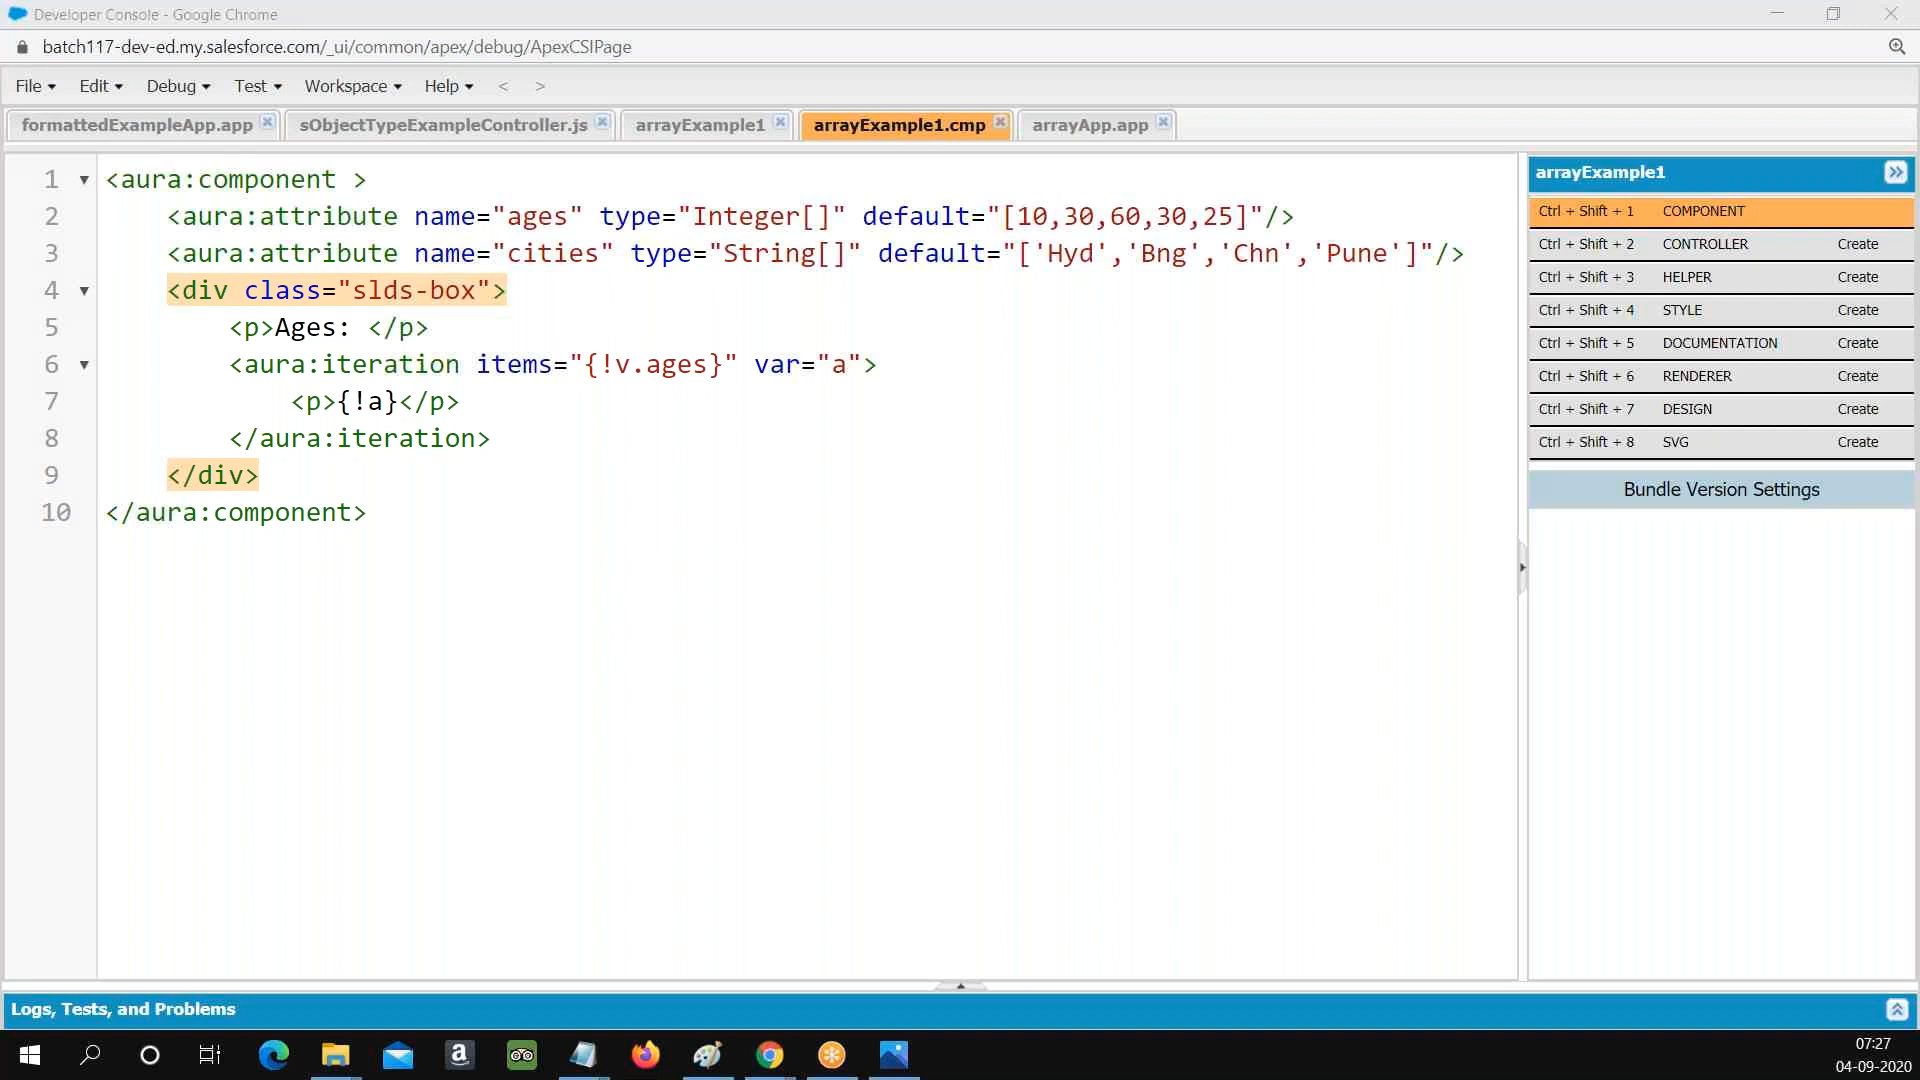 Developer Console - Google Chrome
batch117-dev-ed.my.salesforce.com/_ui/common/apex/debug/ApexCSIPage
File Edit Debug Test Workspace Help < >
formattedExampleApp.app sObjectTypeExampleController.js arrayExample1 arrayExample1.cmp arrayApp.app
1 <aura:component >
2 <aura:attribute name="ages" type="Integer[]" default="[10,30,60,30,25]"/>
3 <aura:attribute name="cities" type="String[]" default="['Hyd','Bng','Chn','Pune']"/>
4 <div class="slds-box">
5 <p>Ages: </p>
6 <aura:iteration items="{!v.ages}" var="a">
7 <p>{!a}</p>
8 </aura:iteration>
9 </div>
10 </aura:component>
arrayExample1
Ctrl + Shift + 1 COMPONENT
Ctrl + Shift + 2 CONTROLLER Create
Ctrl + Shift + 3 HELPER Create
Ctrl + Shift + 4 STYLE Create
Ctrl + Shift + 5 DOCUMENTATION Create
Ctrl + Shift + 6 RENDERER Create
Ctrl + Shift + 7 DESIGN Create
Ctrl + Shift + 8 SVG Create
Bundle Version Settings
Logs, Tests, and Problems
07:27
04-09-2020